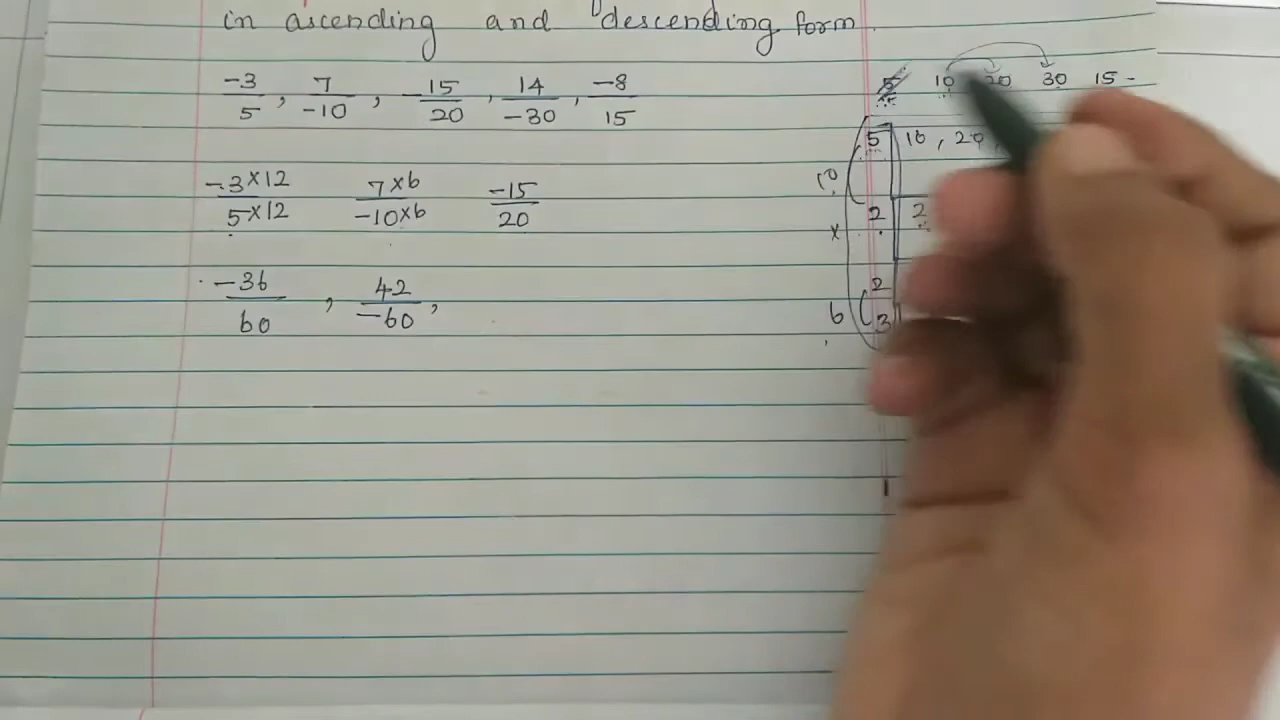 in ascending and descending form.
-3/5 , 7/-10 , -15/20 , 14/-30 , -8/15
5 10 20 30 15 -
5 10 , 20
-3×12/5×12 7×6/-10×6 -15/20
10
× 2 2
-36/60 , 42/-60 ,
2
6 3